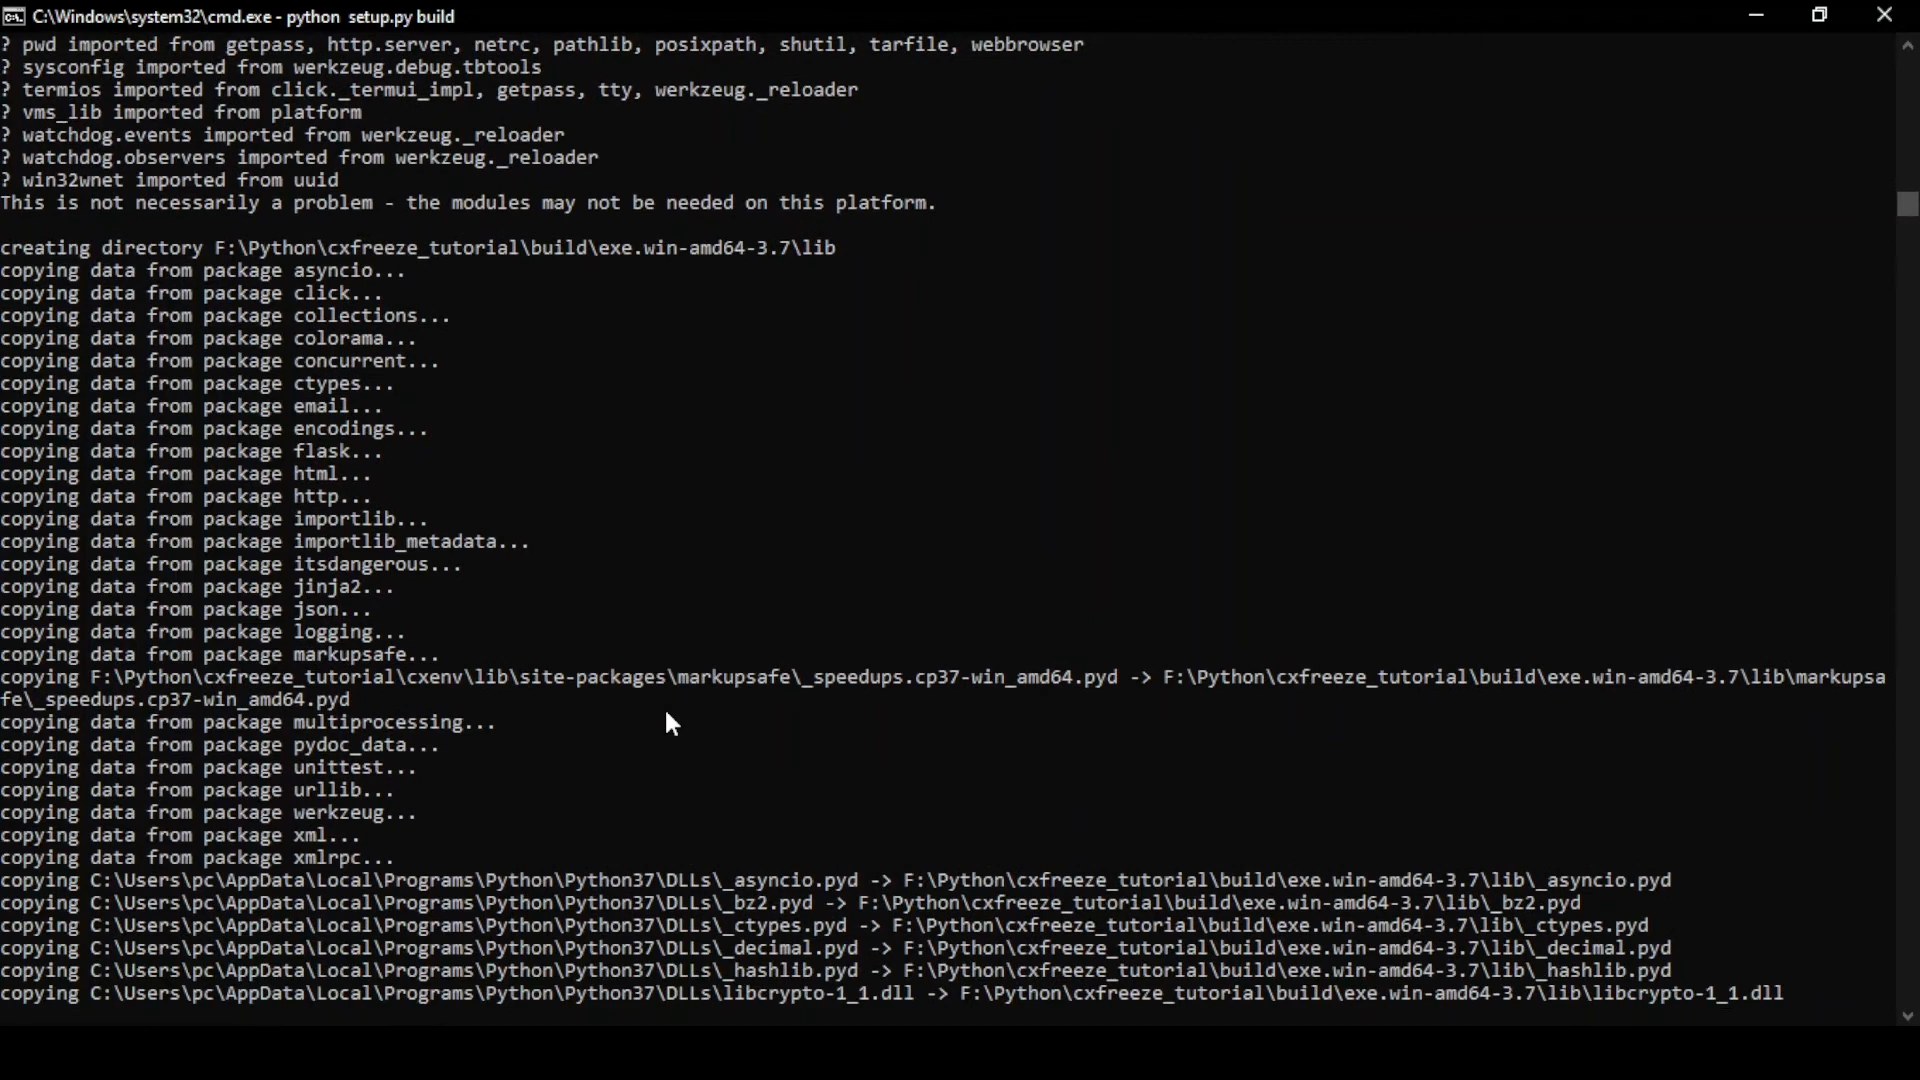 C:\Windows\system32\cmd.exe - python  setup.py build
? pwd imported from getpass, http.server, netrc, pathlib, posixpath, shutil, tarfile, webbrowser
? sysconfig imported from werkzeug.debug.tbtools
? termios imported from click._termui_impl, getpass, tty, werkzeug._reloader
? vms_lib imported from platform
? watchdog.events imported from werkzeug._reloader
? watchdog.observers imported from werkzeug._reloader
? win32wnet imported from uuid
This is not necessarily a problem - the modules may not be needed on this platform.
creating directory F:\Python\cxfreeze_tutorial\build\exe.win-amd64-3.7\lib
copying data from package asyncio...
copying data from package click...
copying data from package collections...
copying data from package colorama...
copying data from package concurrent...
copying data from package ctypes...
copying data from package email...
copying data from package encodings...
copying data from package flask...
copying data from package html...
copying data from package http...
copying data from package importlib...
copying data from package importlib_metadata...
copying data from package itsdangerous...
copying data from package jinja2...
copying data from package json...
copying data from package logging...
copying data from package markupsafe...
copying F:\Python\cxfreeze_tutorial\cxenv\lib\site-packages\markupsafe\_speedups.cp37-win_amd64.pyd -> F:\Python\cxfreeze_tutorial\build\exe.win-amd64-3.7\lib\markupsa
fe\_speedups.cp37-win_amd64.pyd
copying data from package multiprocessing...
copying data from package pydoc_data...
copying data from package unittest...
copying data from package urllib...
copying data from package werkzeug...
copying data from package xml...
copying data from package xmlrpc...
copying C:\Users\pc\AppData\Local\Programs\Python\Python37\DLLs\_asyncio.pyd -> F:\Python\cxfreeze_tutorial\build\exe.win-amd64-3.7\lib\_asyncio.pyd
copying C:\Users\pc\AppData\Local\Programs\Python\Python37\DLLs\_bz2.pyd -> F:\Python\cxfreeze_tutorial\build\exe.win-amd64-3.7\lib\_bz2.pyd
copying C:\Users\pc\AppData\Local\Programs\Python\Python37\DLLs\_ctypes.pyd -> F:\Python\cxfreeze_tutorial\build\exe.win-amd64-3.7\lib\_ctypes.pyd
copying C:\Users\pc\AppData\Local\Programs\Python\Python37\DLLs\_decimal.pyd -> F:\Python\cxfreeze_tutorial\build\exe.win-amd64-3.7\lib\_decimal.pyd
copying C:\Users\pc\AppData\Local\Programs\Python\Python37\DLLs\_hashlib.pyd -> F:\Python\cxfreeze_tutorial\build\exe.win-amd64-3.7\lib\_hashlib.pyd
copying C:\Users\pc\AppData\Local\Programs\Python\Python37\DLLs\libcrypto-1_1.dll -> F:\Python\cxfreeze_tutorial\build\exe.win-amd64-3.7\lib\libcrypto-1_1.dll